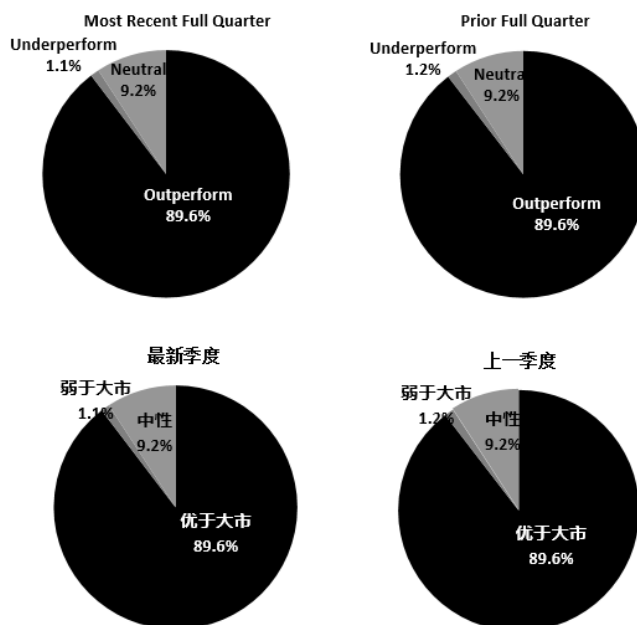 Most Recent Full Quarter
Underperform
1.1%
Neutral
9.2%
Outperform
89.6%
Prior Full Quarter
Underperform
1.2%
Neutral
9.2%
Outperform
89.6%
最新季度
弱于大市
1.1%
中性
9.2%
优于大市
89.6%
上一季度
弱于大市
1.2%
中性
9.2%
优于大市
89.6%